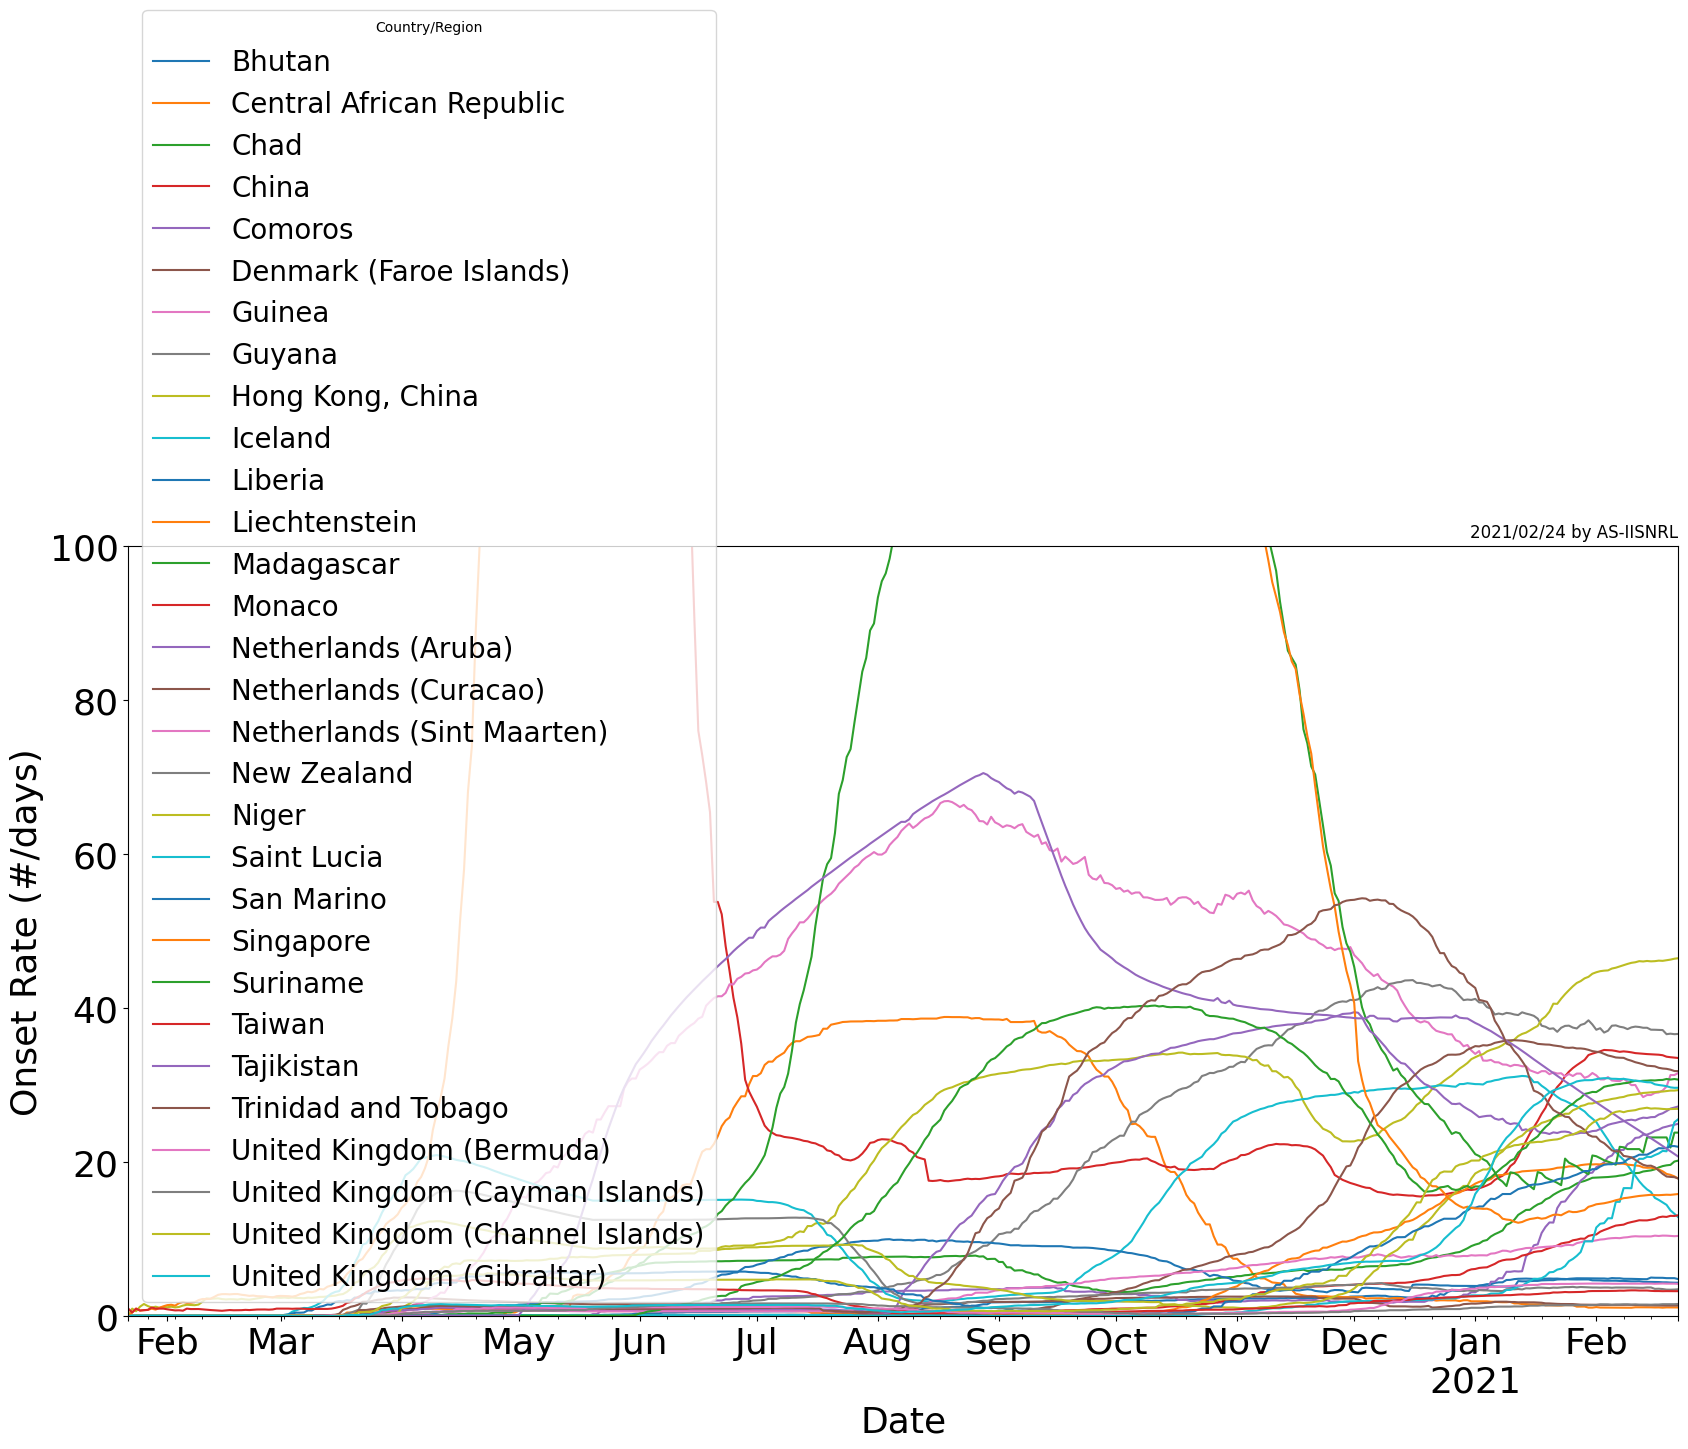 Country/Region
Bhutan
Central African Republic
Chad
China
Comoros
Denmark (Faroe Islands)
Guinea
Guyana
Hong Kong, China
Iceland
Liberia
Liechtenstein
Madagascar
Monaco
Netherlands (Aruba)
Netherlands (Curacao)
Netherlands (Sint Maarten)
New Zealand
Niger
Saint Lucia
San Marino
Singapore
Suriname
Taiwan
Tajikistan
Trinidad and Tobago
United Kingdom (Bermuda)
United Kingdom (Cayman Islands)
United Kingdom (Channel Islands)
United Kingdom (Gibraltar)
2021/02/24 by AS-IISNRL
100
80
60
40
20
0
Onset Rate (#/days)
Feb Mar Apr May Jun Jul Aug Sep Oct Nov Dec Jan Feb
2021
Date